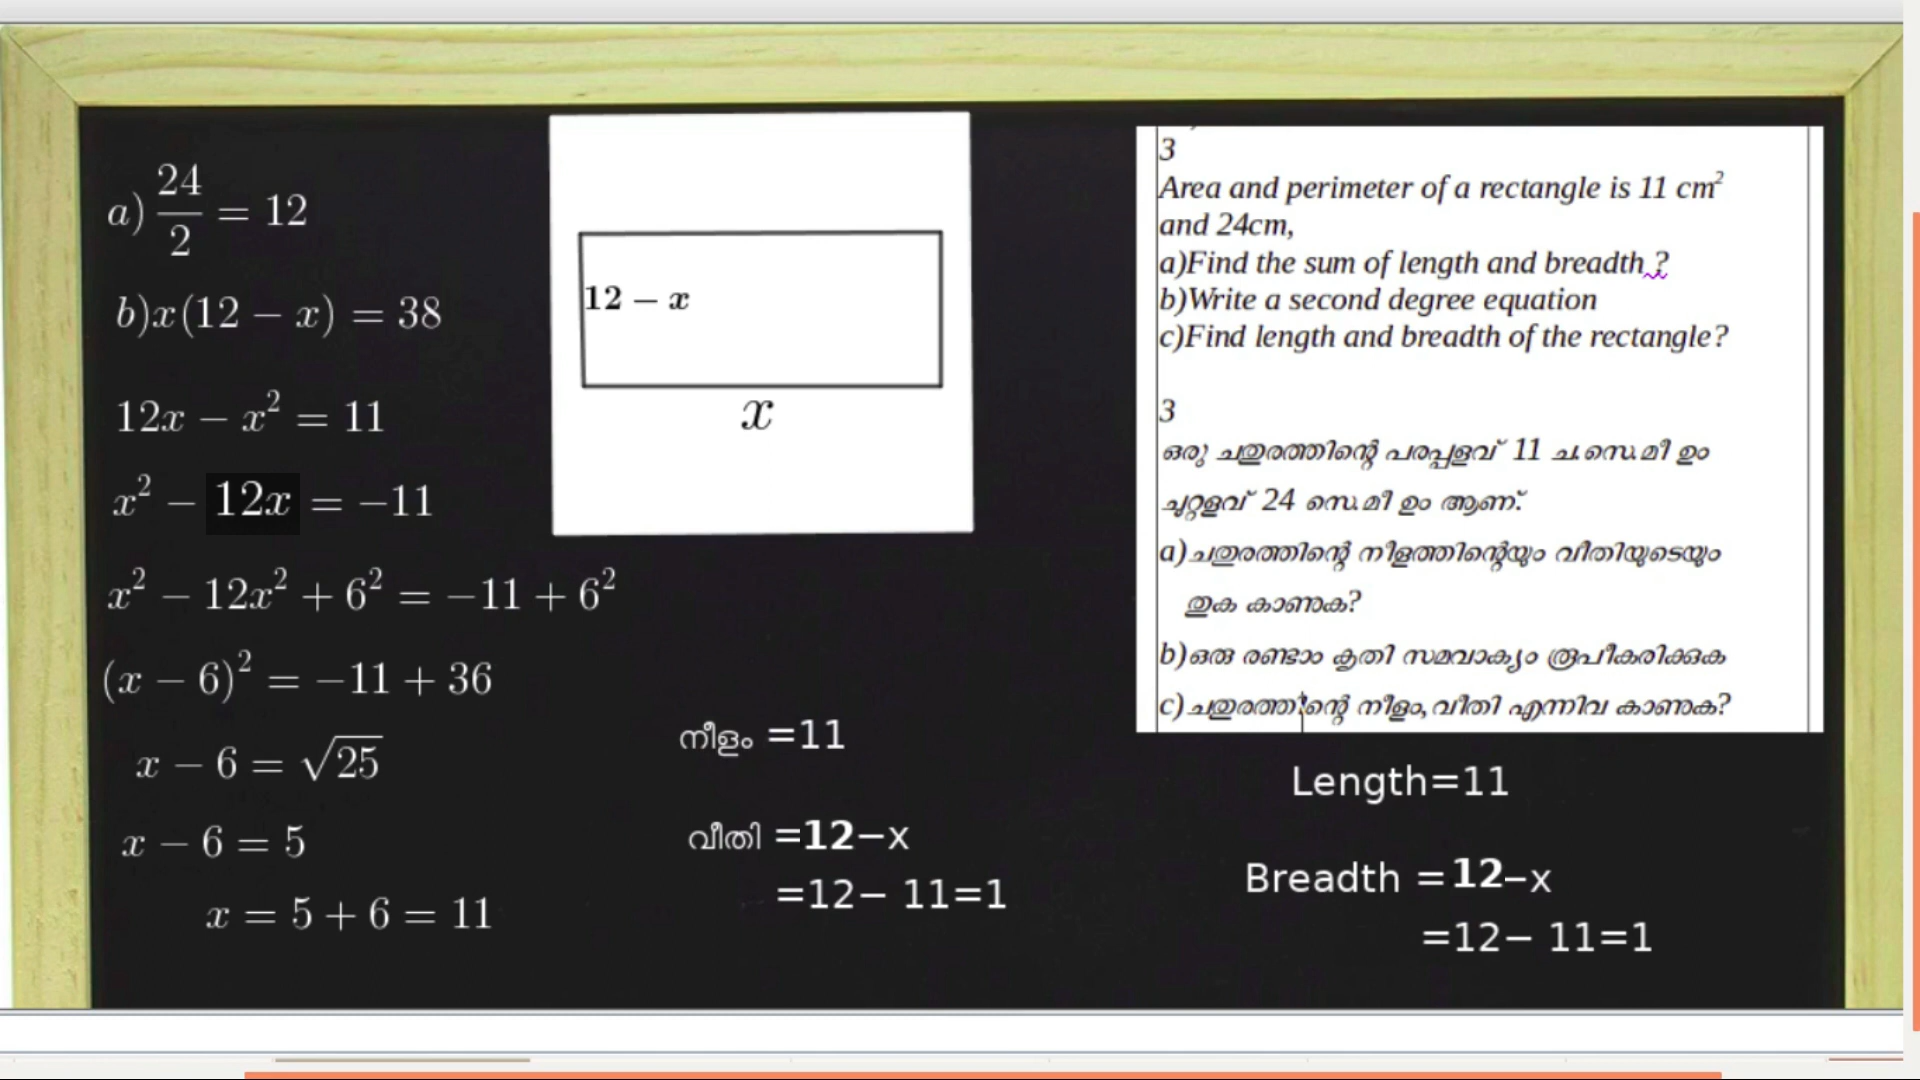 a) 24/2 = 12
b)x(12 − x) = 38
12x − x² = 11
x² − 12x = −11
x² − 12x² + 6² = −11 + 6²
(x − 6)² = −11 + 36
x − 6 = √25
x − 6 = 5
x = 5 + 6 = 11
12 − x
x
നീളം =11
വീതി =12−x
=12− 11=1
3
Area and perimeter of a rectangle is 11 cm²
and 24cm,
a)Find the sum of length and breadth ?
b)Write a second degree equation
c)Find length and breadth of the rectangle?
3
ഒരു ചതുരത്തിന്റെ പരപ്പളവ് 11 ച.സെ.മീ ഉം
ചുറ്റളവ് 24 സെ.മീ ഉം ആണ്.
a)ചതുരത്തിന്റെ നീളത്തിന്റെയും വീതിയുടെയും
തുക കാണുക?
b)ഒരു രണ്ടാം കൃതി സമവാക്യം രൂപീകരിക്കുക
c)ചതുരത്തിന്റെ നീളം,വീതി എന്നിവ കാണുക?
Length=11
Breadth =12−x
=12− 11=1